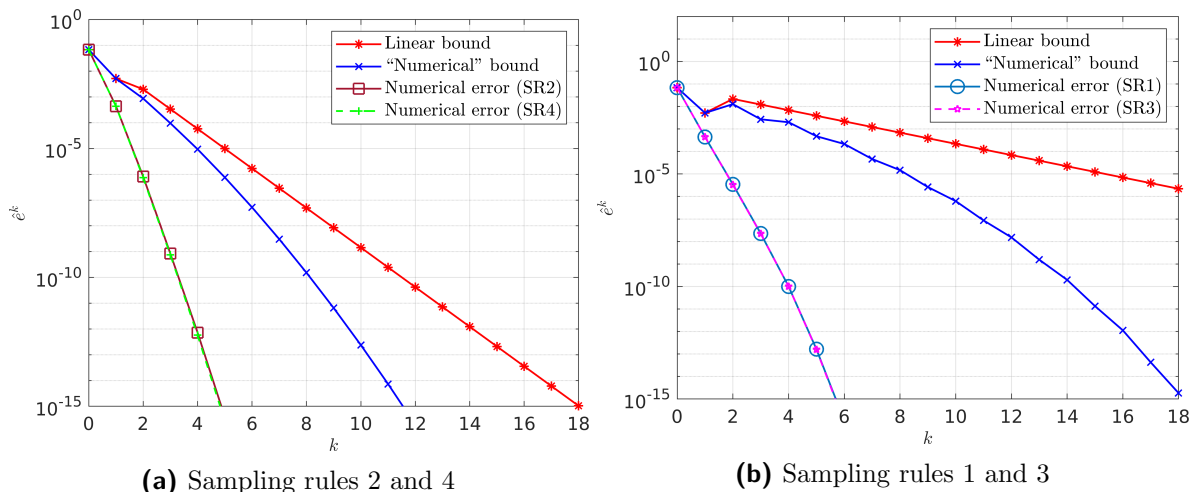 10^0
10^-5
10^-10
10^-15
ê^k
0 2 4 6 8 10 12 14 16 18
k
Linear bound
“Numerical” bound
Numerical error (SR2)
Numerical error (SR4)
(a) Sampling rules 2 and 4
10^0
10^-5
10^-10
10^-15
ê^k
0 2 4 6 8 10 12 14 16 18
k
Linear bound
“Numerical” bound
Numerical error (SR1)
Numerical error (SR3)
(b) Sampling rules 1 and 3